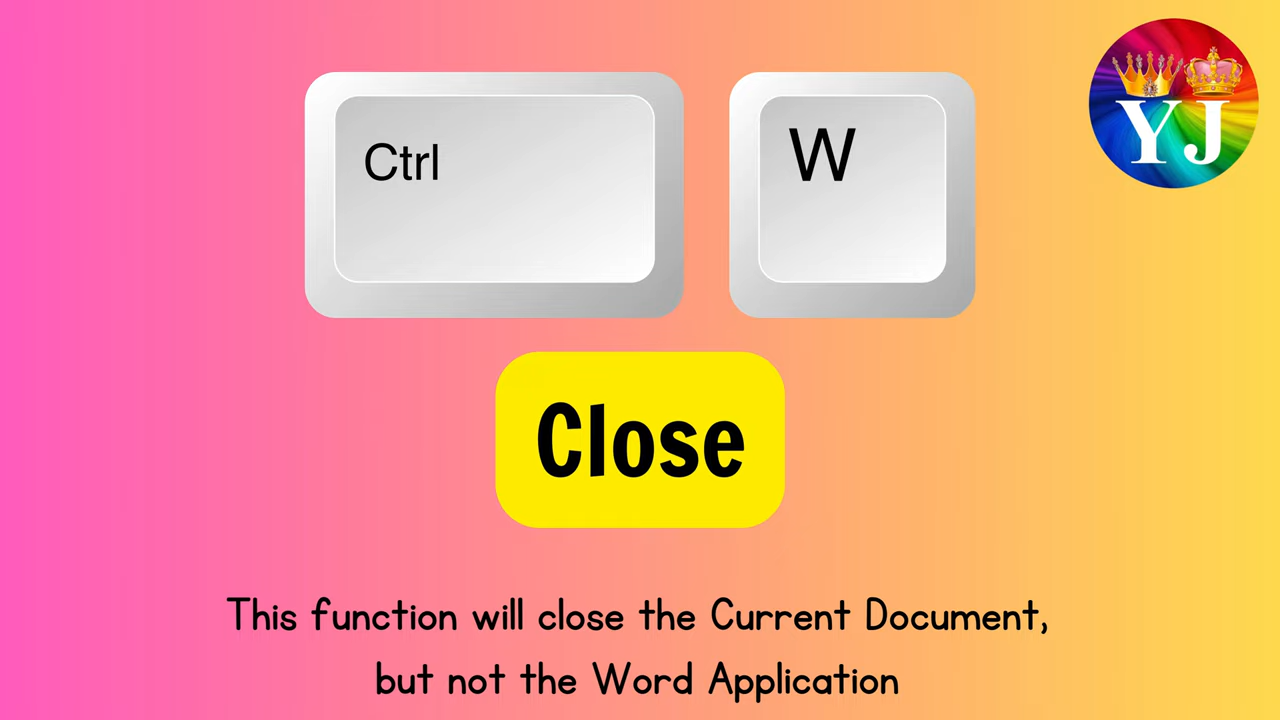 YJ
Ctrl
W
Close
This function will close the Current Document,
but not the Word Application